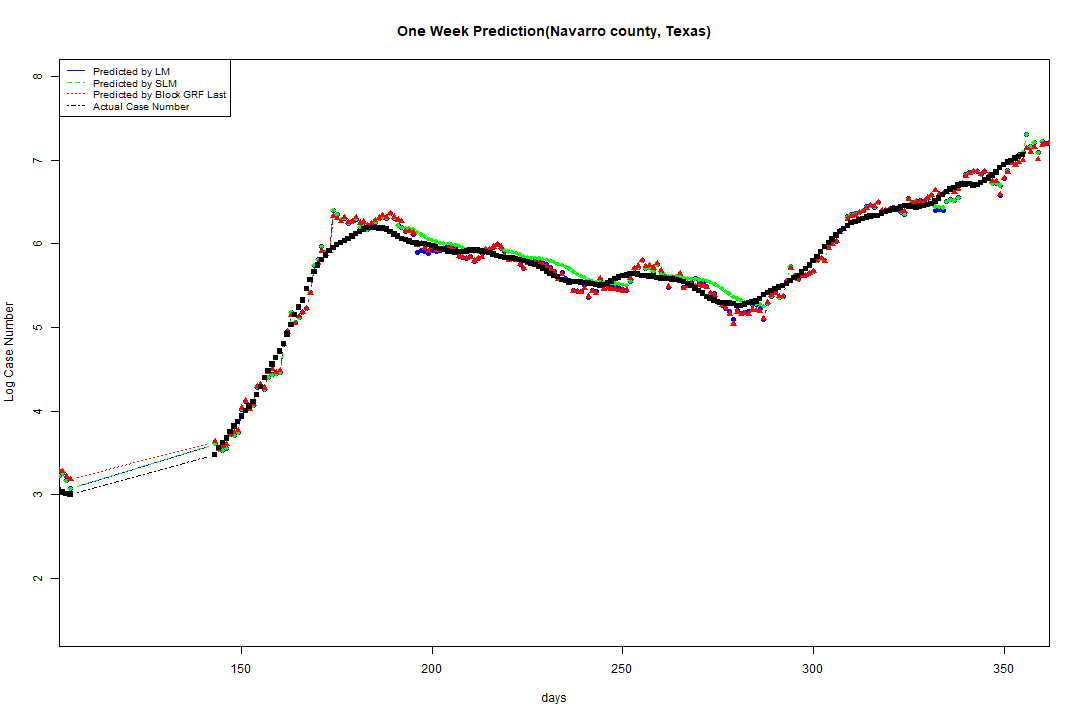 One Week Prediction(Navarro county, Texas)
Predicted by LM
Predicted by SLM
Predicted by Block GRF Last
Actual Case Number
8
7
6
5
4
3
2
Log Case Number
150 200 250 300 350
days